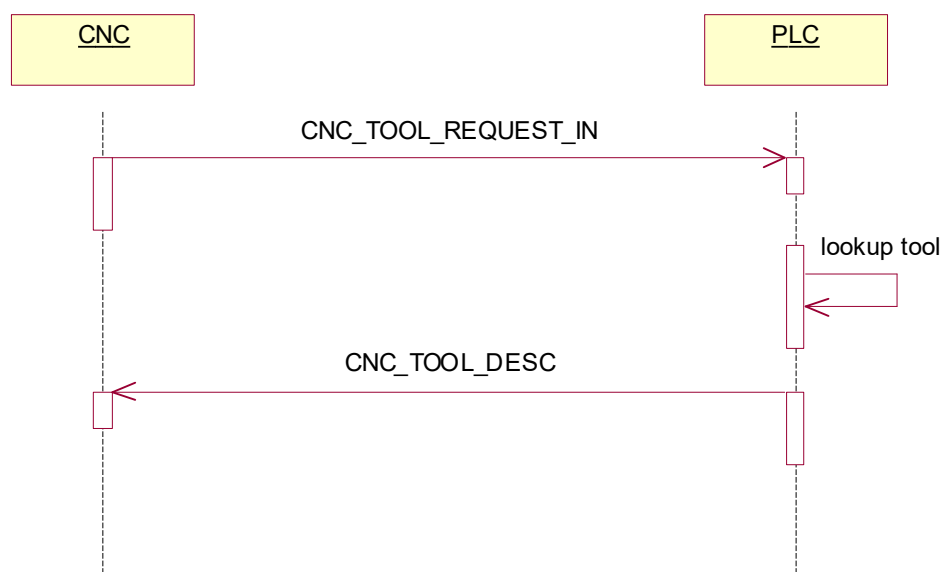 CNC
PLC
CNC_TOOL_REQUEST_IN
lookup tool
CNC_TOOL_DESC